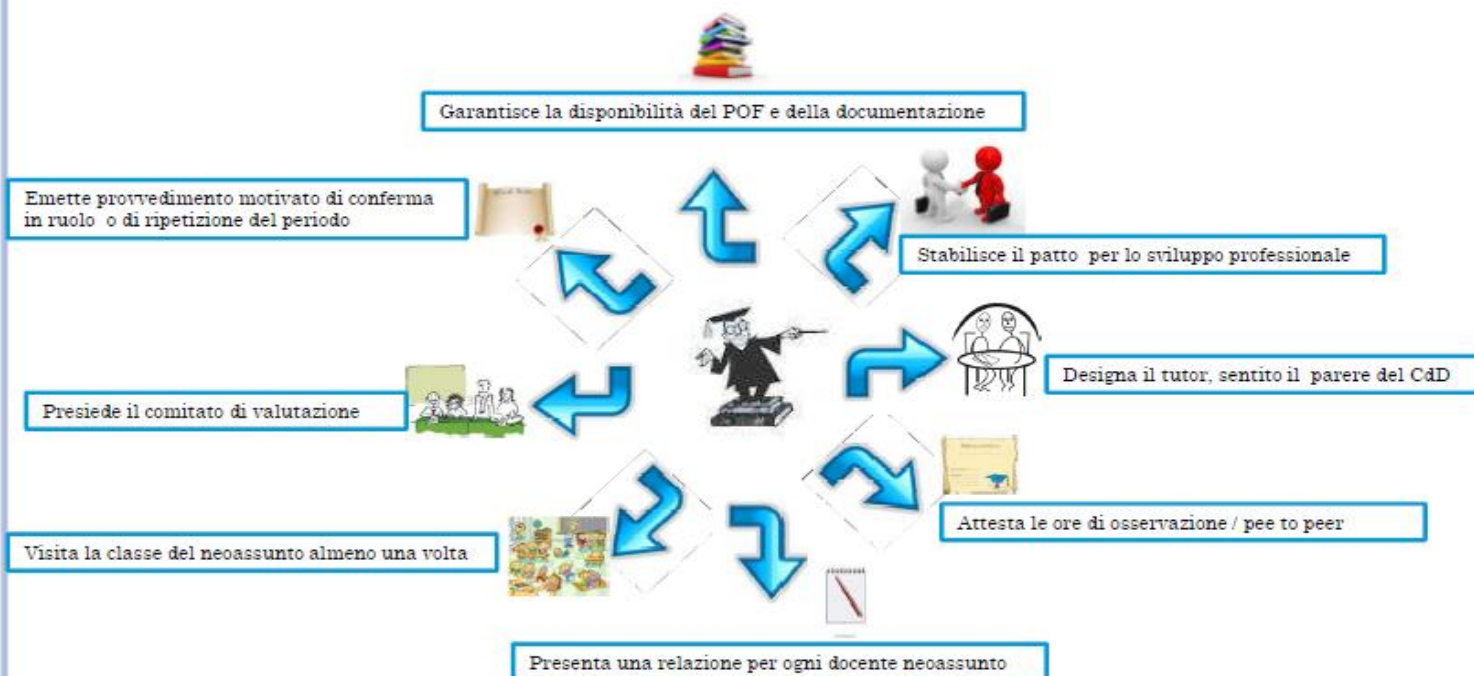 Garantisce la disponibilità del POF e della documentazione
Emette provvedimento motivato di conferma
in ruolo o di ripetizione del periodo
Stabilisce il patto per lo sviluppo professionale
Designa il tutor, sentito il parere del CdD
Presiede il comitato di valutazione
Attesta le ore di osservazione / pee to peer
Visita la classe del neoassunto almeno una volta
Presenta una relazione per ogni docente neoassunto